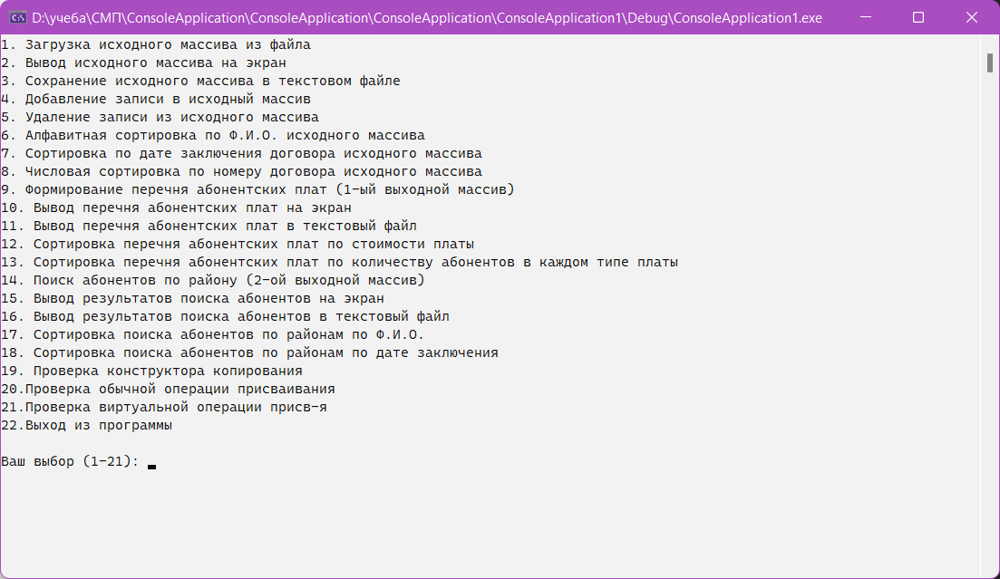 D:\учеба\СМП\ConsoleApplication\ConsoleApplication\ConsoleApplication\ConsoleApplication1\Debug\ConsoleApplication1.exe
1. Загрузка исходного массива из файла
2. Вывод исходного массива на экран
3. Сохранение исходного массива в текстовом файле
4. Добавление записи в исходный массив
5. Удаление записи из исходного массива
6. Алфавитная сортировка по Ф.И.О. исходного массива
7. Сортировка по дате заключения договора исходного массива
8. Числовая сортировка по номеру договора исходного массива
9. Формирование перечня абонентских плат (1-ый выходной массив)
10. Вывод перечня абонентских плат на экран
11. Вывод перечня абонентских плат в текстовый файл
12. Сортировка перечня абонентских плат по стоимости платы
13. Сортировка перечня абонентских плат по количеству абонентов в каждом типе платы
14. Поиск абонентов по району (2-ой выходной массив)
15. Вывод результатов поиска абонентов на экран
16. Вывод результатов поиска абонентов в текстовый файл
17. Сортировка поиска абонентов по районам по Ф.И.О.
18. Сортировка поиска абонентов по районам по дате заключения
19. Проверка конструктора копирования
20.Проверка обычной операции присваивания
21.Проверка виртуальной операции присв-я
22.Выход из программы
Ваш выбор (1-21):